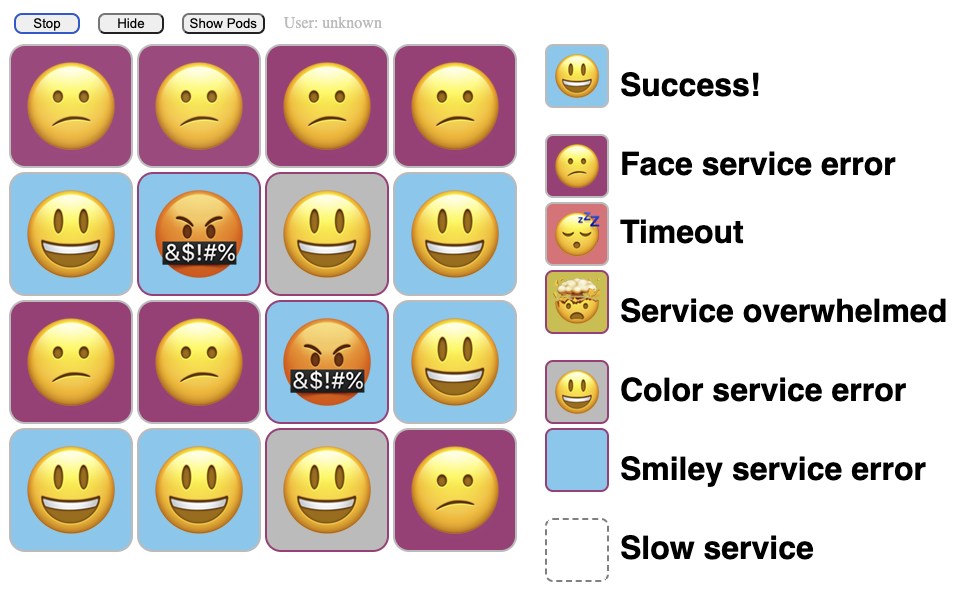 Stop Hide Show Pods User: unknown
Success!
Face service error
zzz
Timeout
Service overwhelmed
&$!#%
&$!#%
Color service error
Smiley service error
Slow service